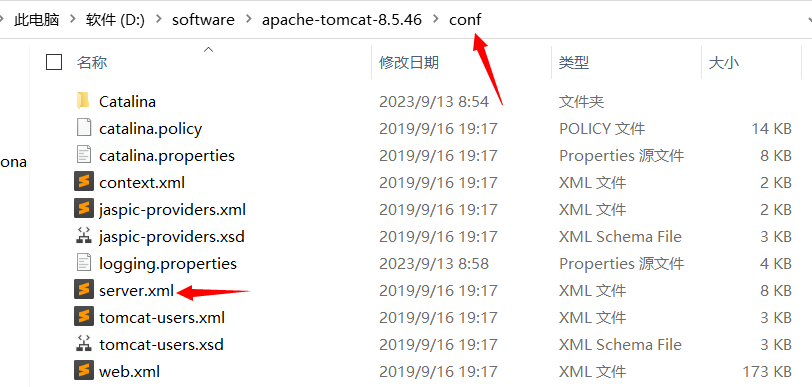 此电脑 > 软件 (D:) > software > apache-tomcat-8.5.46 > conf
名称 修改日期 类型 大小
Catalina 2023/9/13 8:54 文件夹
catalina.policy 2019/9/16 19:17 POLICY 文件 14 KB
catalina.properties 2019/9/16 19:17 Properties 源文件 8 KB
ona
context.xml 2019/9/16 19:17 XML 文件 2 KB
jaspic-providers.xml 2019/9/16 19:17 XML 文件 2 KB
jaspic-providers.xsd 2019/9/16 19:17 XML Schema File 3 KB
logging.properties 2023/9/13 8:58 Properties 源文件 4 KB
server.xml 2019/9/16 19:17 XML 文件 8 KB
tomcat-users.xml 2019/9/16 19:17 XML 文件 3 KB
tomcat-users.xsd 2019/9/16 19:17 XML Schema File 3 KB
web.xml 2019/9/16 19:17 XML 文件 173 KB